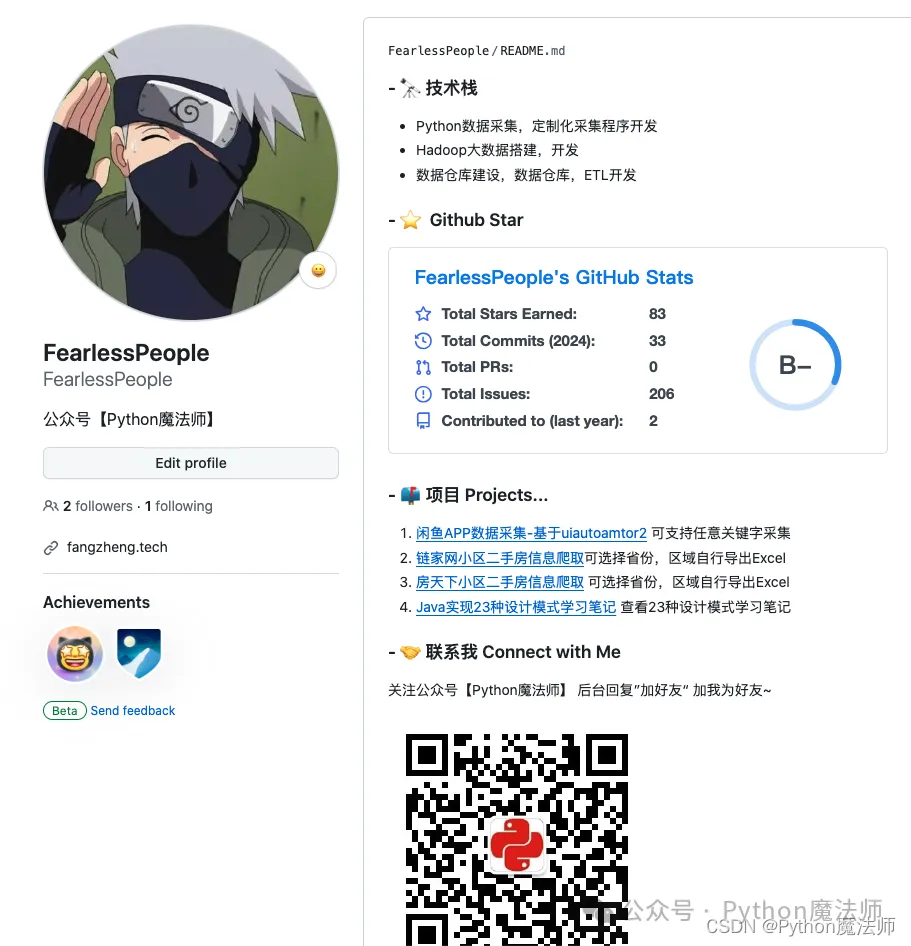 FearlessPeople
FearlessPeople
公众号【Python魔法师】
Edit profile
2 followers · 1 following
fangzheng.tech
Achievements
Beta Send feedback
FearlessPeople/README.md
- 🔭 技术栈
• Python数据采集，定制化采集程序开发
• Hadoop大数据搭建，开发
• 数据仓库建设，数据仓库，ETL开发
- ⭐ Github Star
FearlessPeople's GitHub Stats
Total Stars Earned: 83
Total Commits (2024): 33
Total PRs: 0
Total Issues: 206
Contributed to (last year): 2
B–
- 📫 项目 Projects...
1. 闲鱼APP数据采集-基于uiautoamtor2 可支持任意关键字采集
2. 链家网小区二手房信息爬取可选择省份，区域自行导出Excel
3. 房天下小区二手房信息爬取 可选择省份，区域自行导出Excel
4. Java实现23种设计模式学习笔记 查看23种设计模式学习笔记
- 🤝 联系我 Connect with Me
关注公众号【Python魔法师】 后台回复”加好友“ 加我为好友~
公众号 · Python魔法师
CSDN @Python魔法师